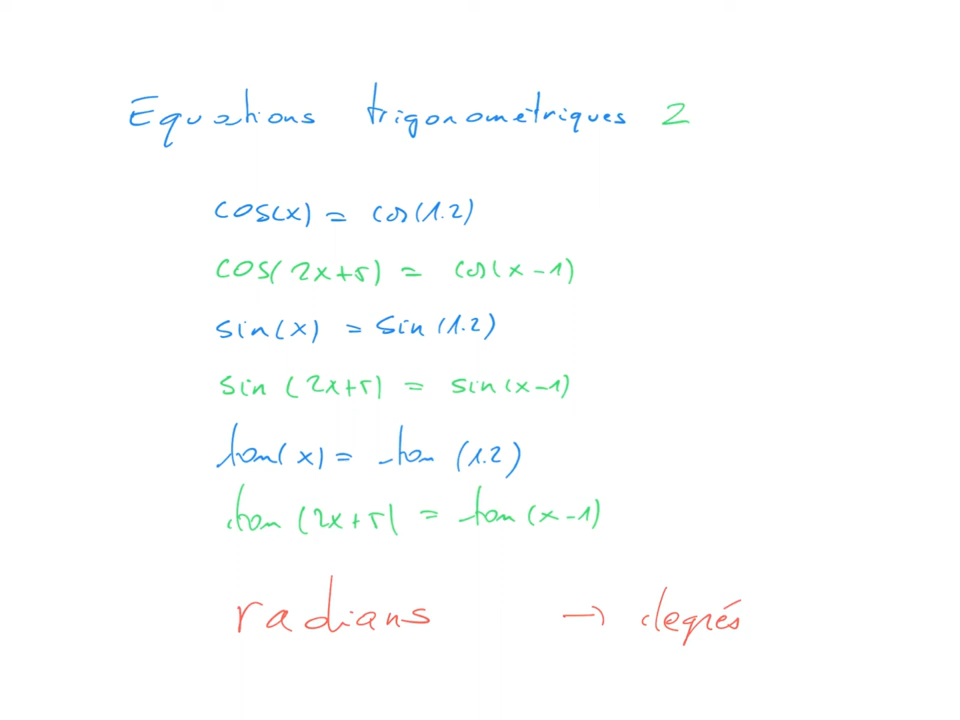 Equations trigonométriques 2
cos(x) = cos(1.2)
cos(2x+5) = cos(x-1)
sin(x) = sin(1.2)
sin(2x+5) = sin(x-1)
tan(x) = tan(1.2)
tan(2x+5) = tan(x-1)
radians → degrés